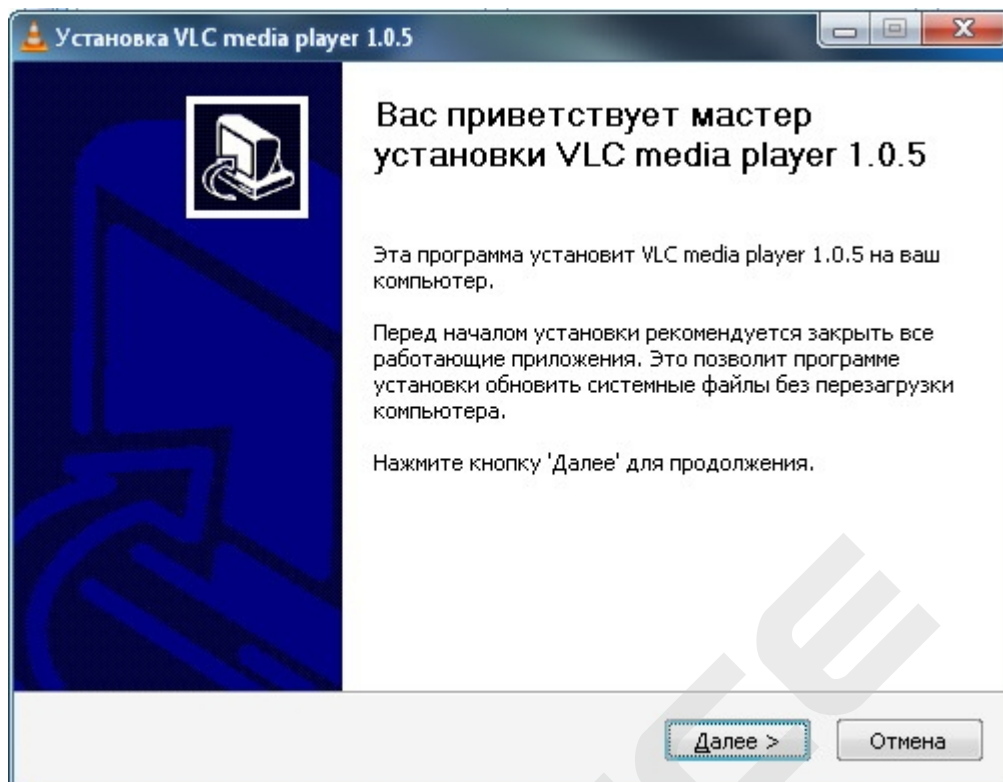 Установка VLC media player 1.0.5
Вас приветствует мастер
установки VLC media player 1.0.5
Эта программа установит VLC media player 1.0.5 на ваш
компьютер.
Перед началом установки рекомендуется закрыть все
работающие приложения. Это позволит программе
установки обновить системные файлы без перезагрузки
компьютера.
Нажмите кнопку 'Далее' для продолжения.
Далее >
Отмена